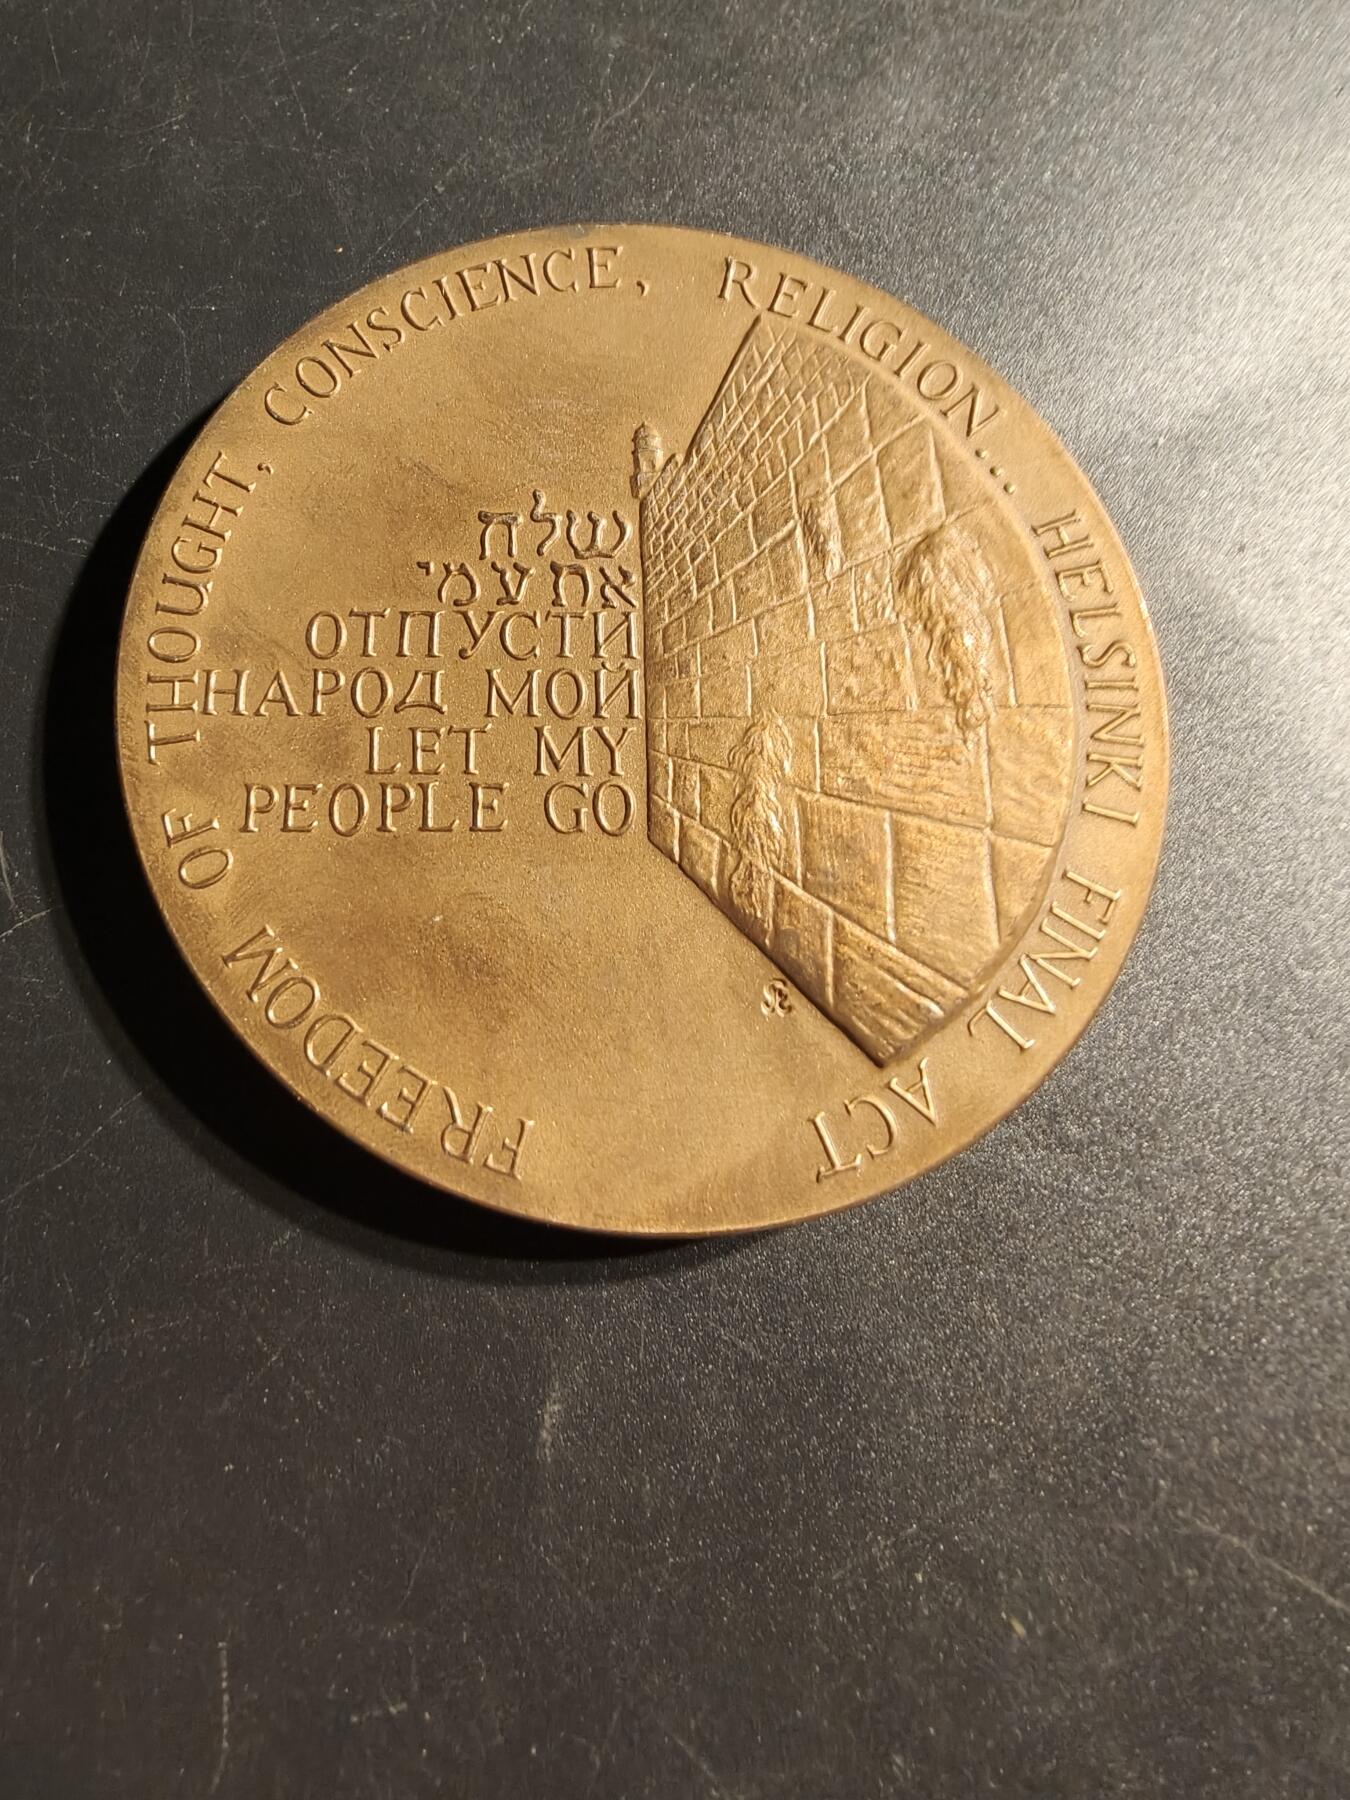 FREEDOM OF THOUGHT, CONSCIENCE, RELIGION... HELSINKI FINAL ACT
שלח
את עמי
ОТПУСТИ
НАРОД МОЙ
LET MY
PEOPLE GO